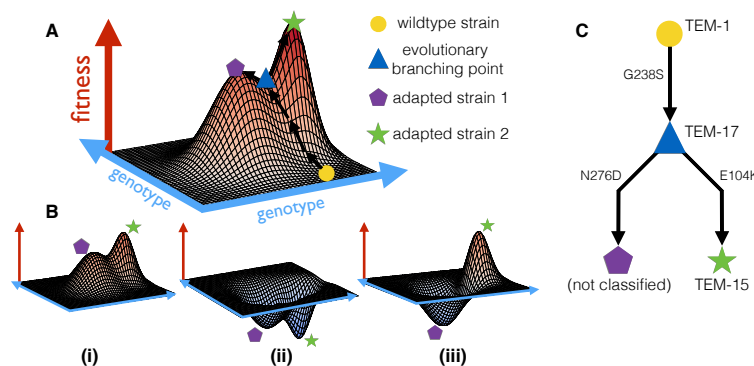 A
fitness
genotype
genotype
wildtype strain
evolutionary
branching point
adapted strain 1
adapted strain 2
B
(i)
(ii)
(iii)
C
TEM-1
G238S
TEM-17
N276D
E104K
(not classified)
TEM-15